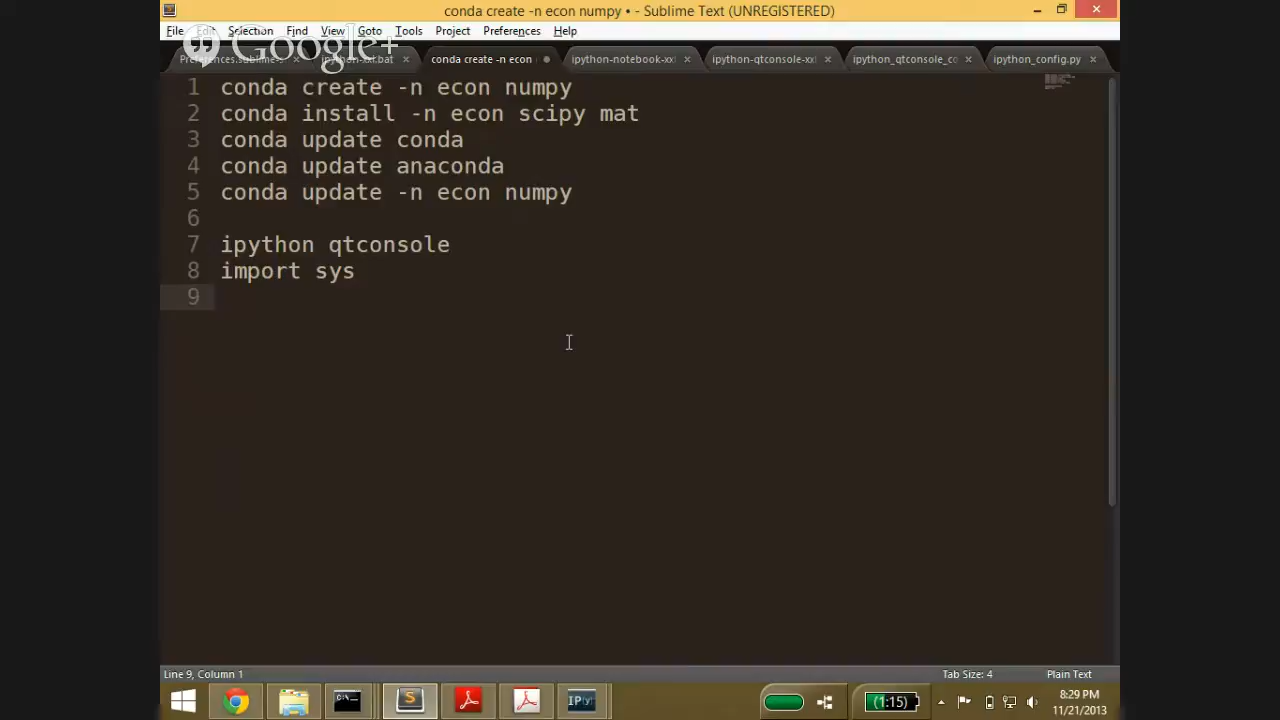 conda create -n econ numpy • - Sublime Text (UNREGISTERED)
File Edit Selection Find View Goto Tools Project Preferences Help
Google+
conda create -n econ ipython-notebook-xx ipython-qtconsole-xx ipython_qtconsole_co ipython_config.py
1 conda create -n econ numpy
2 conda install -n econ scipy mat
3 conda update conda
4 conda update anaconda
5 conda update -n econ numpy
6
7 ipython qtconsole
8 import sys
9
Line 9, Column 1 Tab Size: 4 Plain Text
IP[y] (1:15) 8:29 PM
11/21/2013